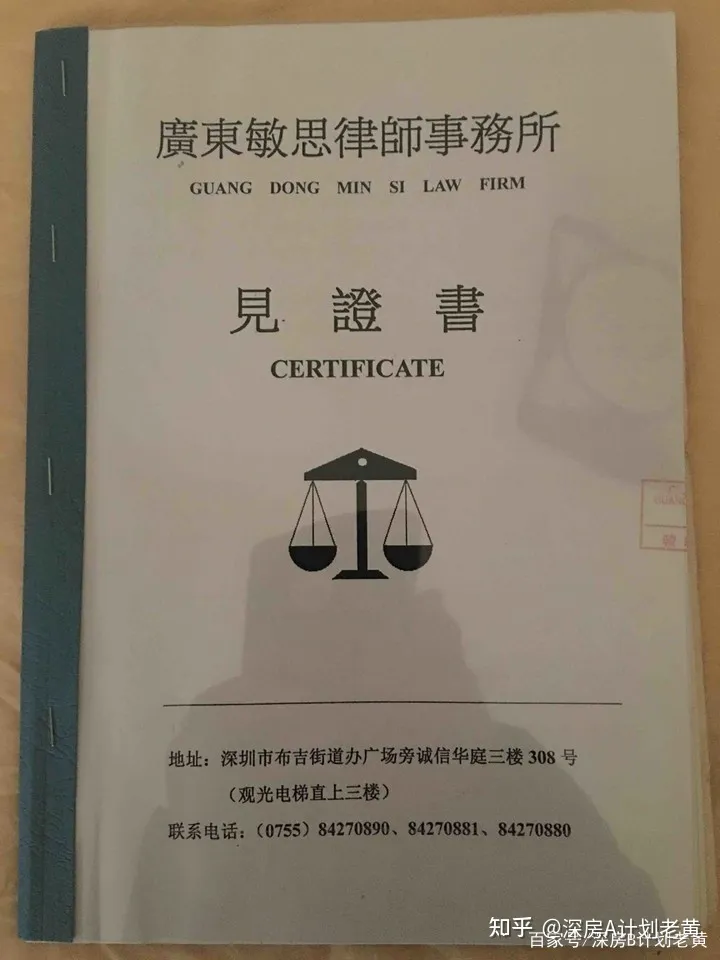 廣東敏思律師事務所
GUANG DONG MIN SI LAW FIRM
見 證 書
CERTIFICATE
地址：深圳市布吉街道办广场旁诚信华庭三楼 308 号
（观光电梯直上三楼）
联系电话：（0755）84270890、84270881、84270880
知乎 @深房A计划老黄
百家号/深房B计划老黄